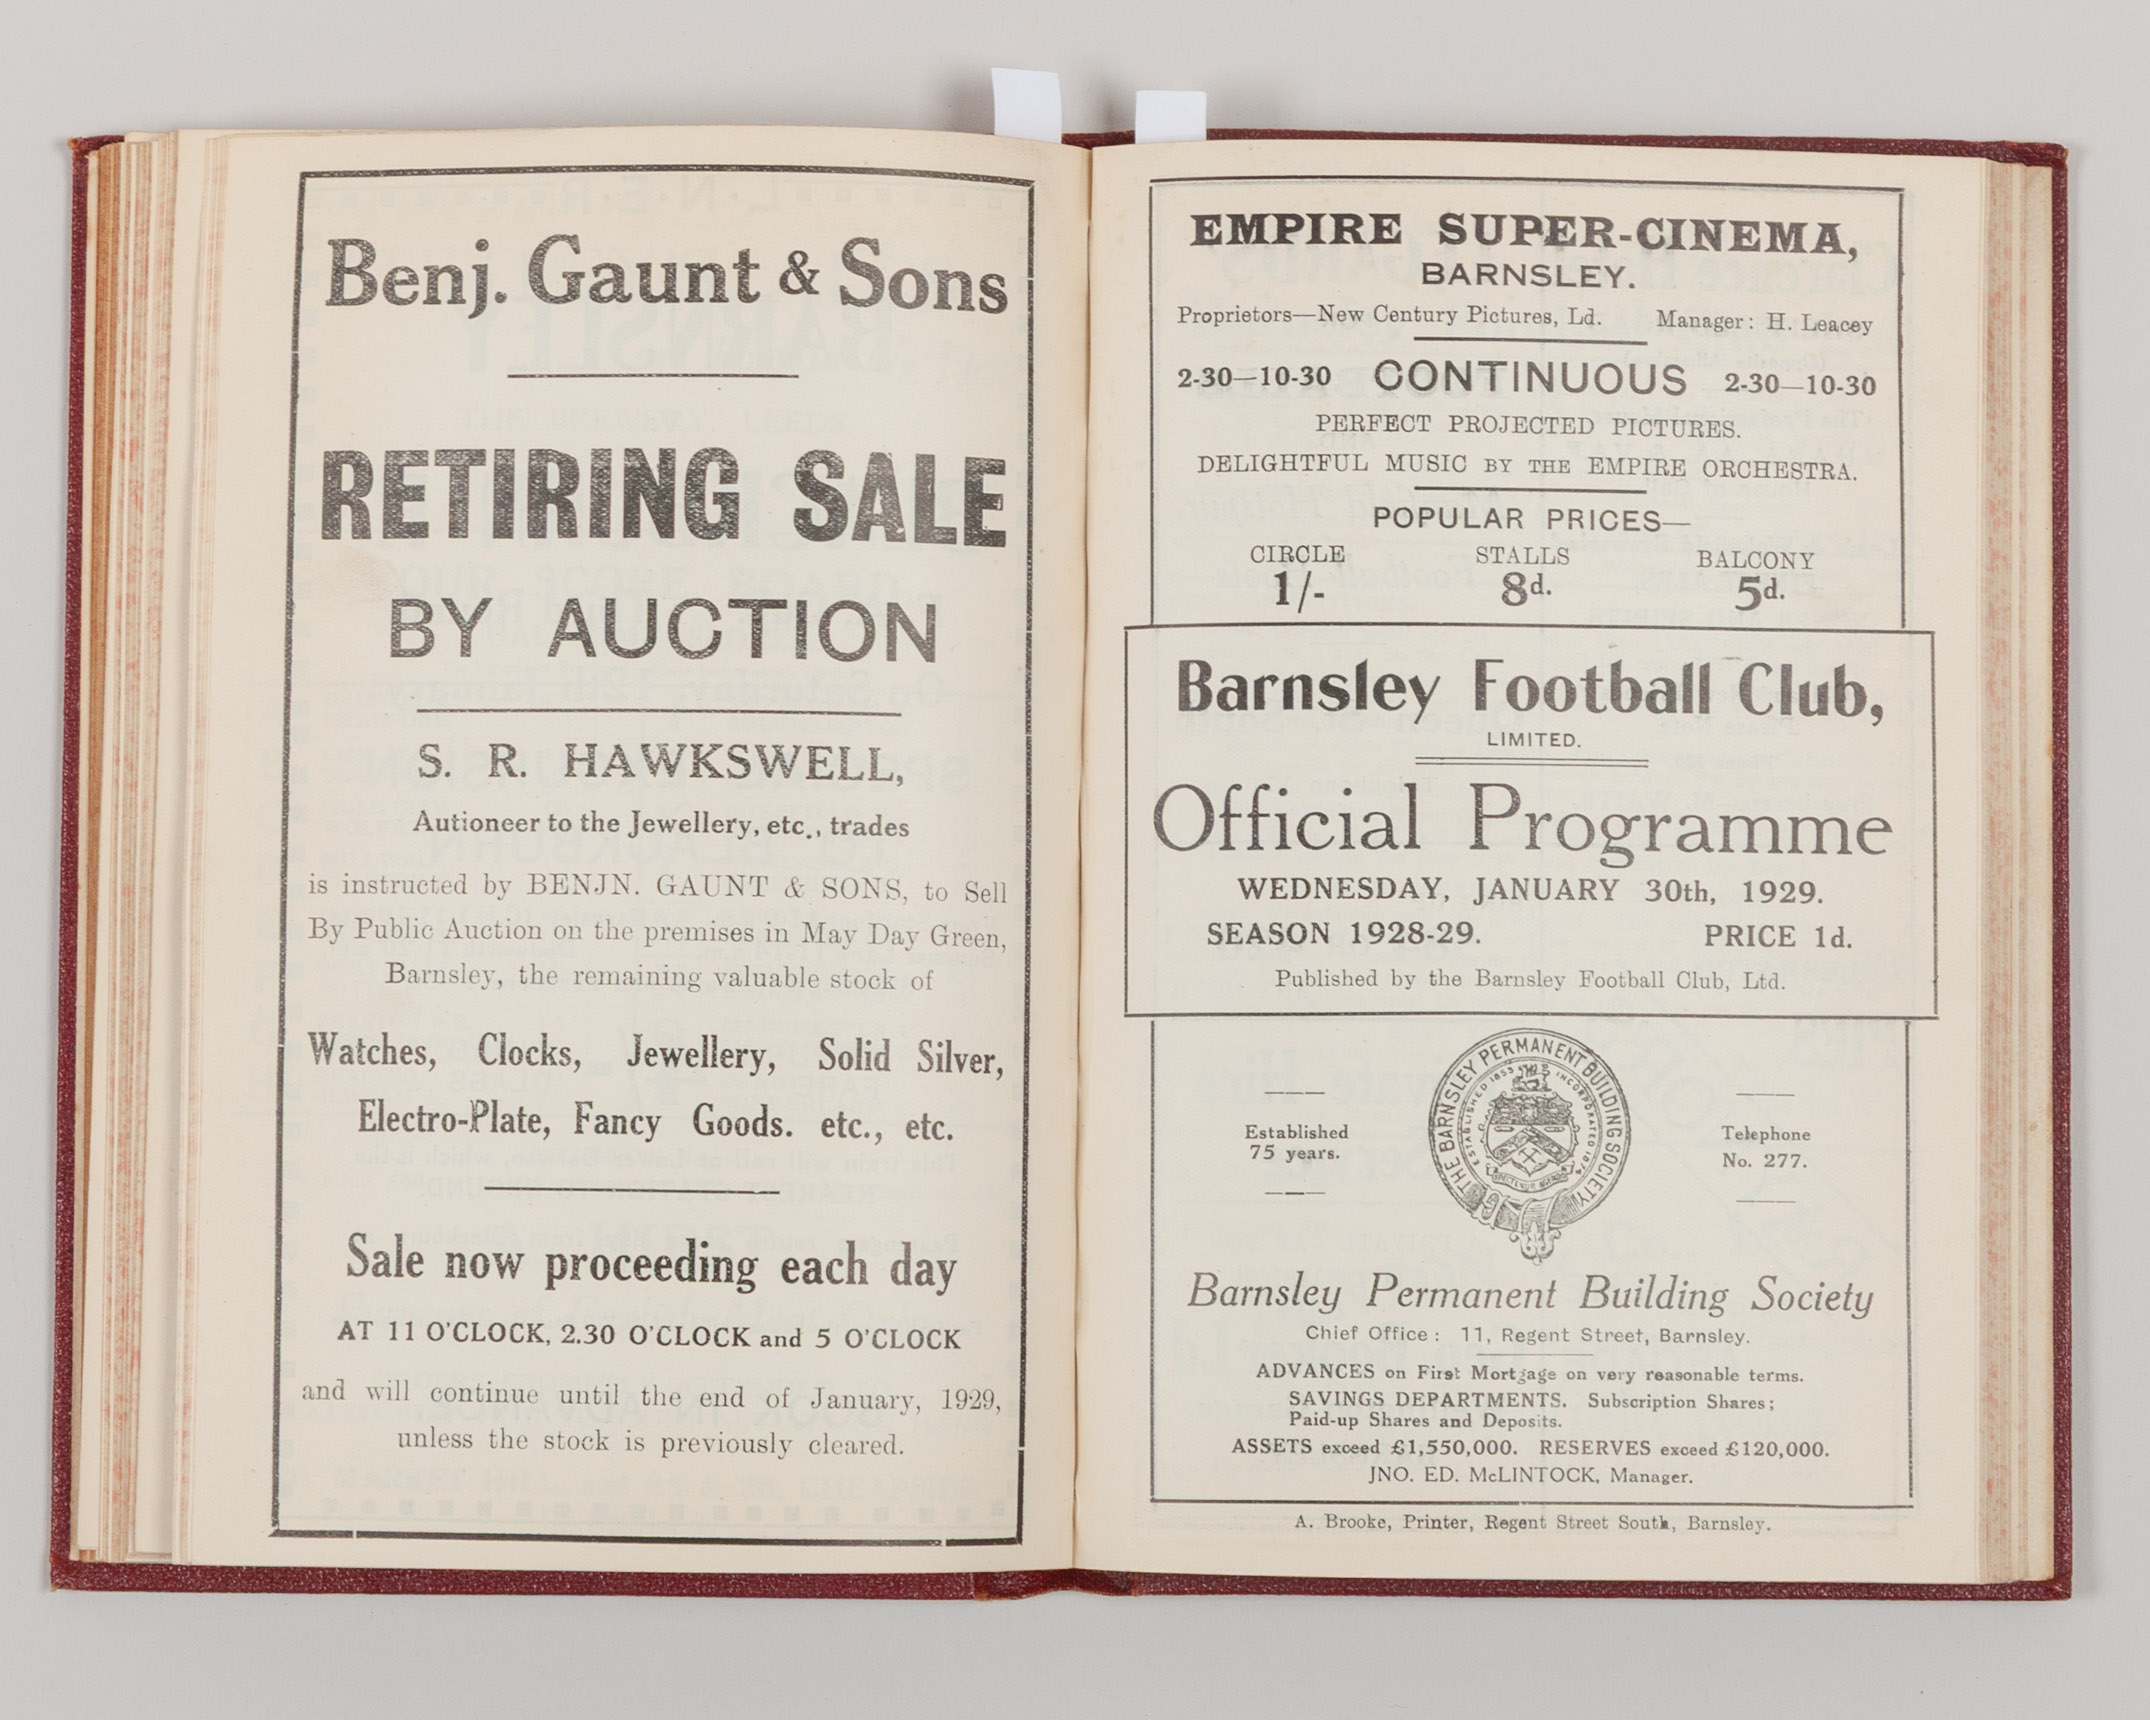 Benj. Gaunt & Sons
RETIRING SALE
BY AUCTION
S. R. HAWKSWELL,
Autioneer to the Jewellery, etc., trades
is instructed by BENJN. GAUNT & SONS, to Sell
By Public Auction on the premises in May Day Green,
Barnsley, the remaining valuable stock of
Watches, Clocks, Jewellery, Solid Silver,
Electro-Plate, Fancy Goods. etc., etc.
Sale now proceeding each day
AT 11 O'CLOCK, 2.30 O'CLOCK and 5 O'CLOCK
and will continue until the end of January, 1929,
unless the stock is previously cleared.
EMPIRE SUPER-CINEMA,
BARNSLEY.
Proprietors—New Century Pictures, Ld. Manager: H. Leacey
2-30—10-30 CONTINUOUS 2-30—10-30
PERFECT PROJECTED PICTURES.
DELIGHTFUL MUSIC BY THE EMPIRE ORCHESTRA.
POPULAR PRICES—
CIRCLE STALLS BALCONY
1/- 8d. 5d.
Barnsley Football Club,
LIMITED.
Official Programme
WEDNESDAY, JANUARY 30th, 1929.
SEASON 1928-29. PRICE 1d.
Published by the Barnsley Football Club, Ltd.
THE BARNSLEY PERMANENT BUILDING SOCIETY
ESTABLISHED 1853 INCORPORATED 1874
Established
75 years.
Telephone
No. 277.
Barnsley Permanent Building Society
Chief Office: 11, Regent Street, Barnsley.
ADVANCES on First Mortgage on very reasonable terms.
SAVINGS DEPARTMENTS. Subscription Shares;
Paid-up Shares and Deposits.
ASSETS exceed £1,550,000. RESERVES exceed £120,000.
JNO. ED. McLINTOCK, Manager.
A. Brooke, Printer, Regent Street South, Barnsley.